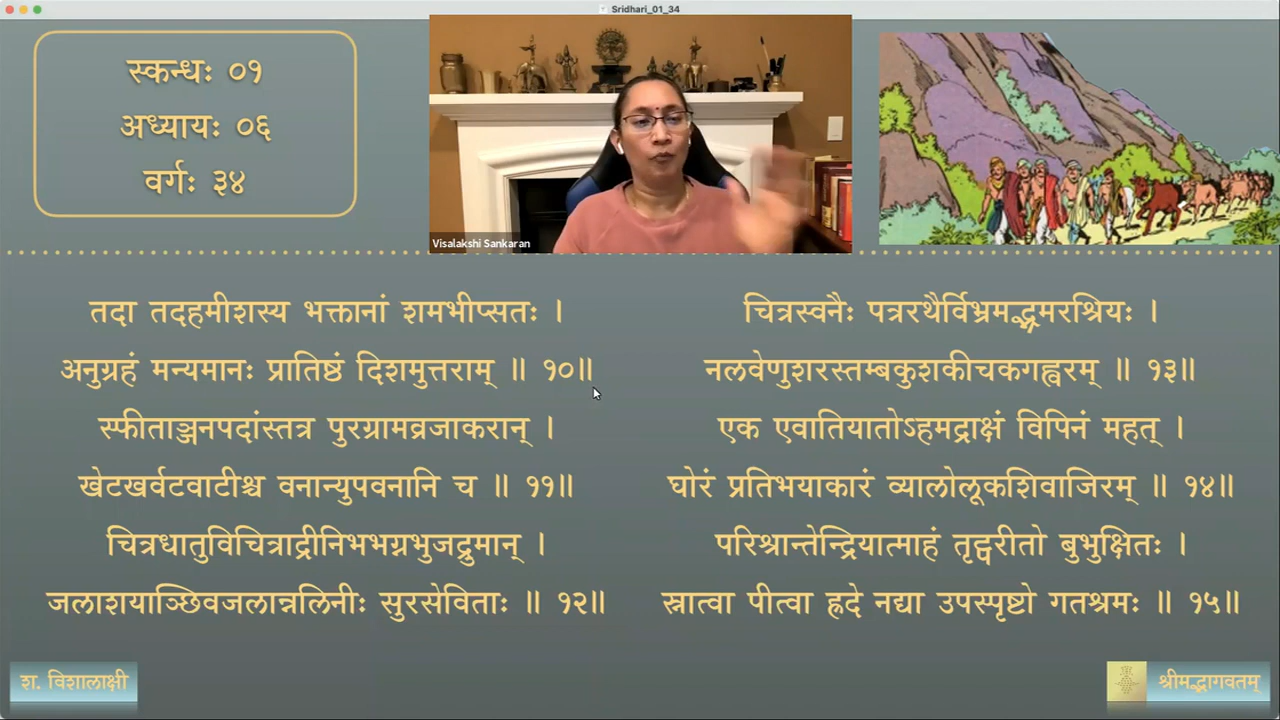 Sridhari_01_34
स्कन्धः ०१
अध्यायः ०६
वर्गः ३४
Visalakshi Sankaran
तदा तदहमीशस्य भक्तानां शमभीप्सतः ।
अनुग्रहं मन्यमानः प्रातिष्ठं दिशमुत्तराम् ॥ १०॥
स्फीताञ्जनपदांस्तत्र पुरग्रामव्रजाकरान् ।
खेटखर्वटवाटीश्च वनान्युपवनानि च ॥ ११॥
चित्रधातुविचित्राद्रीनिभभग्नभुजद्रुमान् ।
जलाशयाञ्छिवजलान्नलिनीः सुरसेविताः ॥ १२॥
चित्रस्वनैः पत्ररथैर्विभ्रमद्भ्रमरश्रियः ।
नलवेणुशरस्तम्बकुशकीचकगह्वरम् ॥ १३॥
एक एवातियातोऽहमद्राक्षं विपिनं महत् ।
घोरं प्रतिभयाकारं व्यालोलूकशिवाजिरम् ॥ १४॥
परिश्रान्तेन्द्रियात्माहं तृट्परीतो बुभुक्षितः ।
स्नात्वा पीत्वा ह्रदे नद्या उपस्पृष्टो गतश्रमः ॥ १५॥
श. विशालाक्षी
श्रीमद्भागवतम्